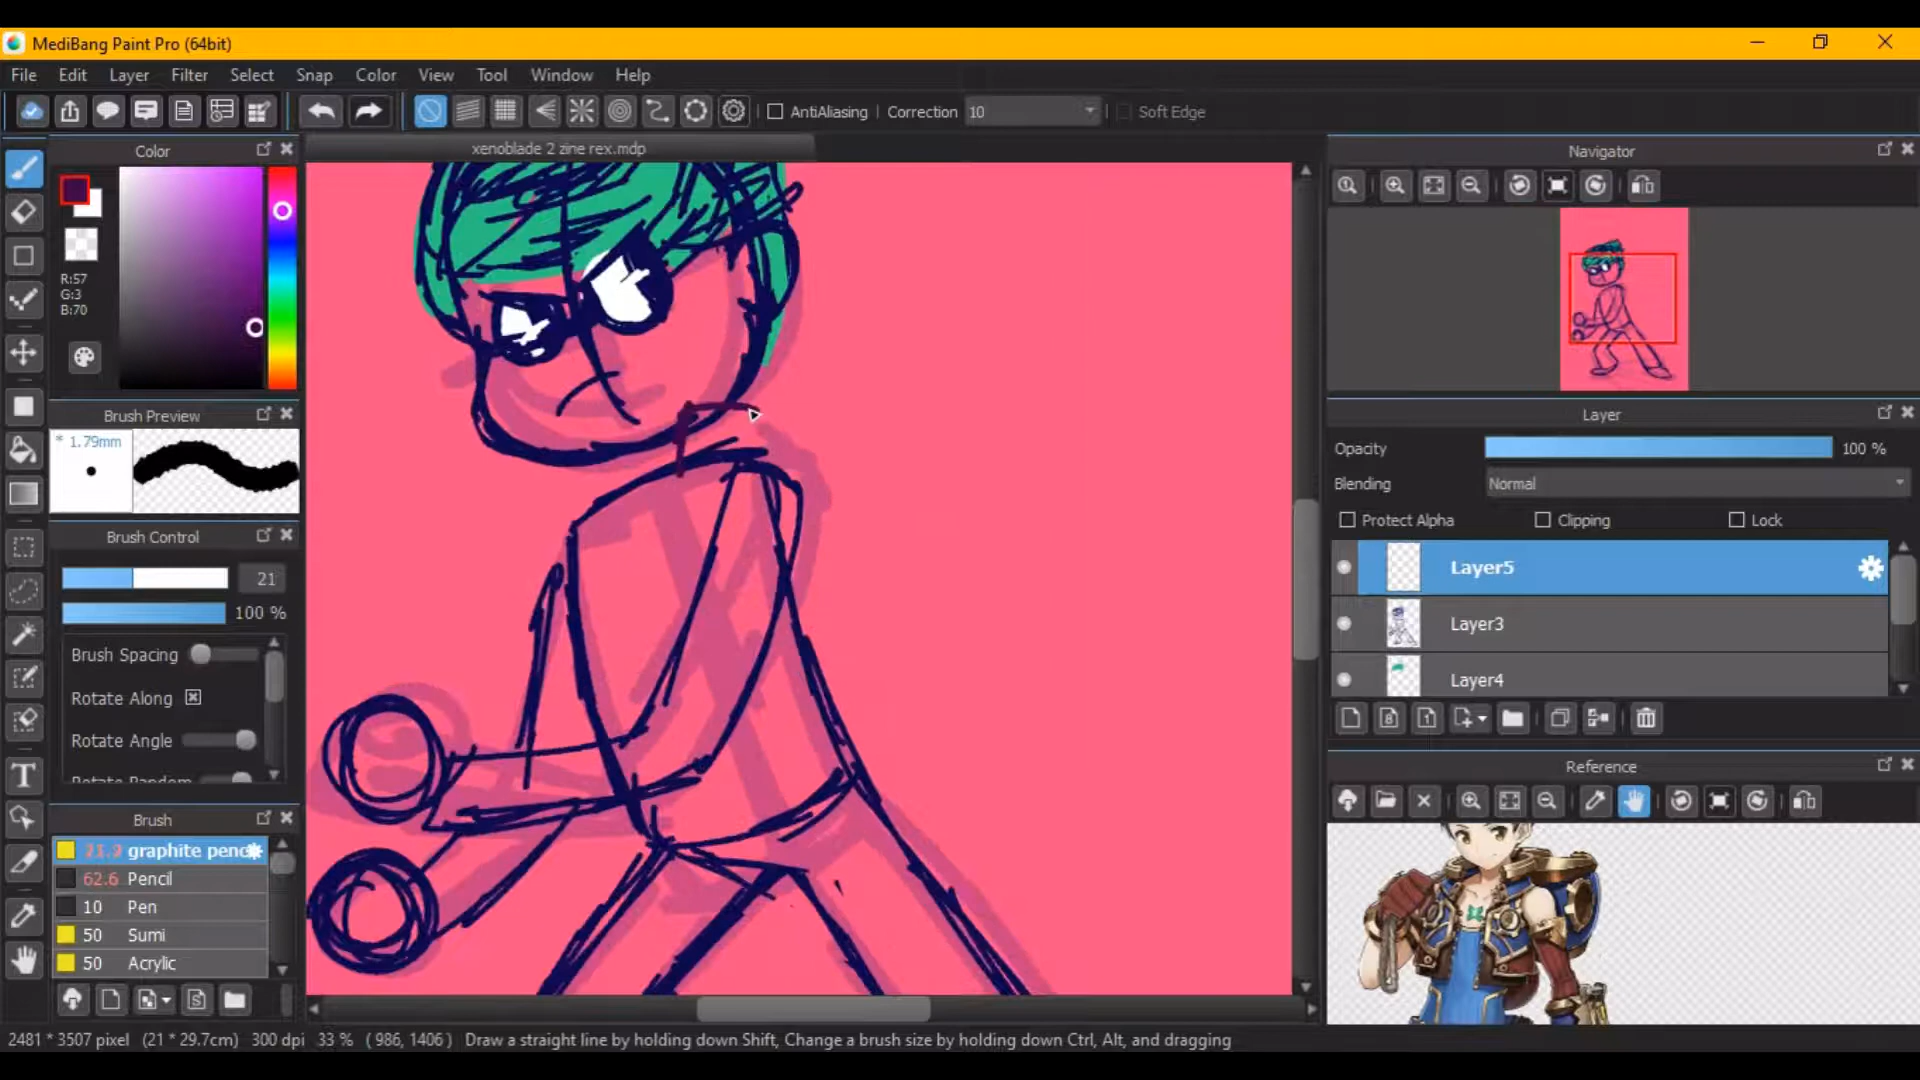 MediBang Paint Pro (64bit)
File Edit Layer Filter Select Snap Color View Tool Window Help
AntiAliasing Correction 10 Soft Edge
Color
xenoblade 2 zine rex.mdp
Navigator
R:57
G:3
B:70
Brush Preview
* 1.79mm
Layer
Opacity 100 %
Blending Normal
Protect Alpha Clipping Lock
Brush Control
21
100 %
Layer5
Layer3
Layer4
Brush Spacing
Rotate Along
Rotate Angle
Rotate Random
Reference
Brush
graphite penc
62.6 Pencil
10 Pen
50 Sumi
50 Acrylic
2481 * 3507 pixel (21 * 29.7cm) 300 dpi 33 % ( 986, 1406 ) Draw a straight line by holding down Shift, Change a brush size by holding down Ctrl, Alt, and dragging